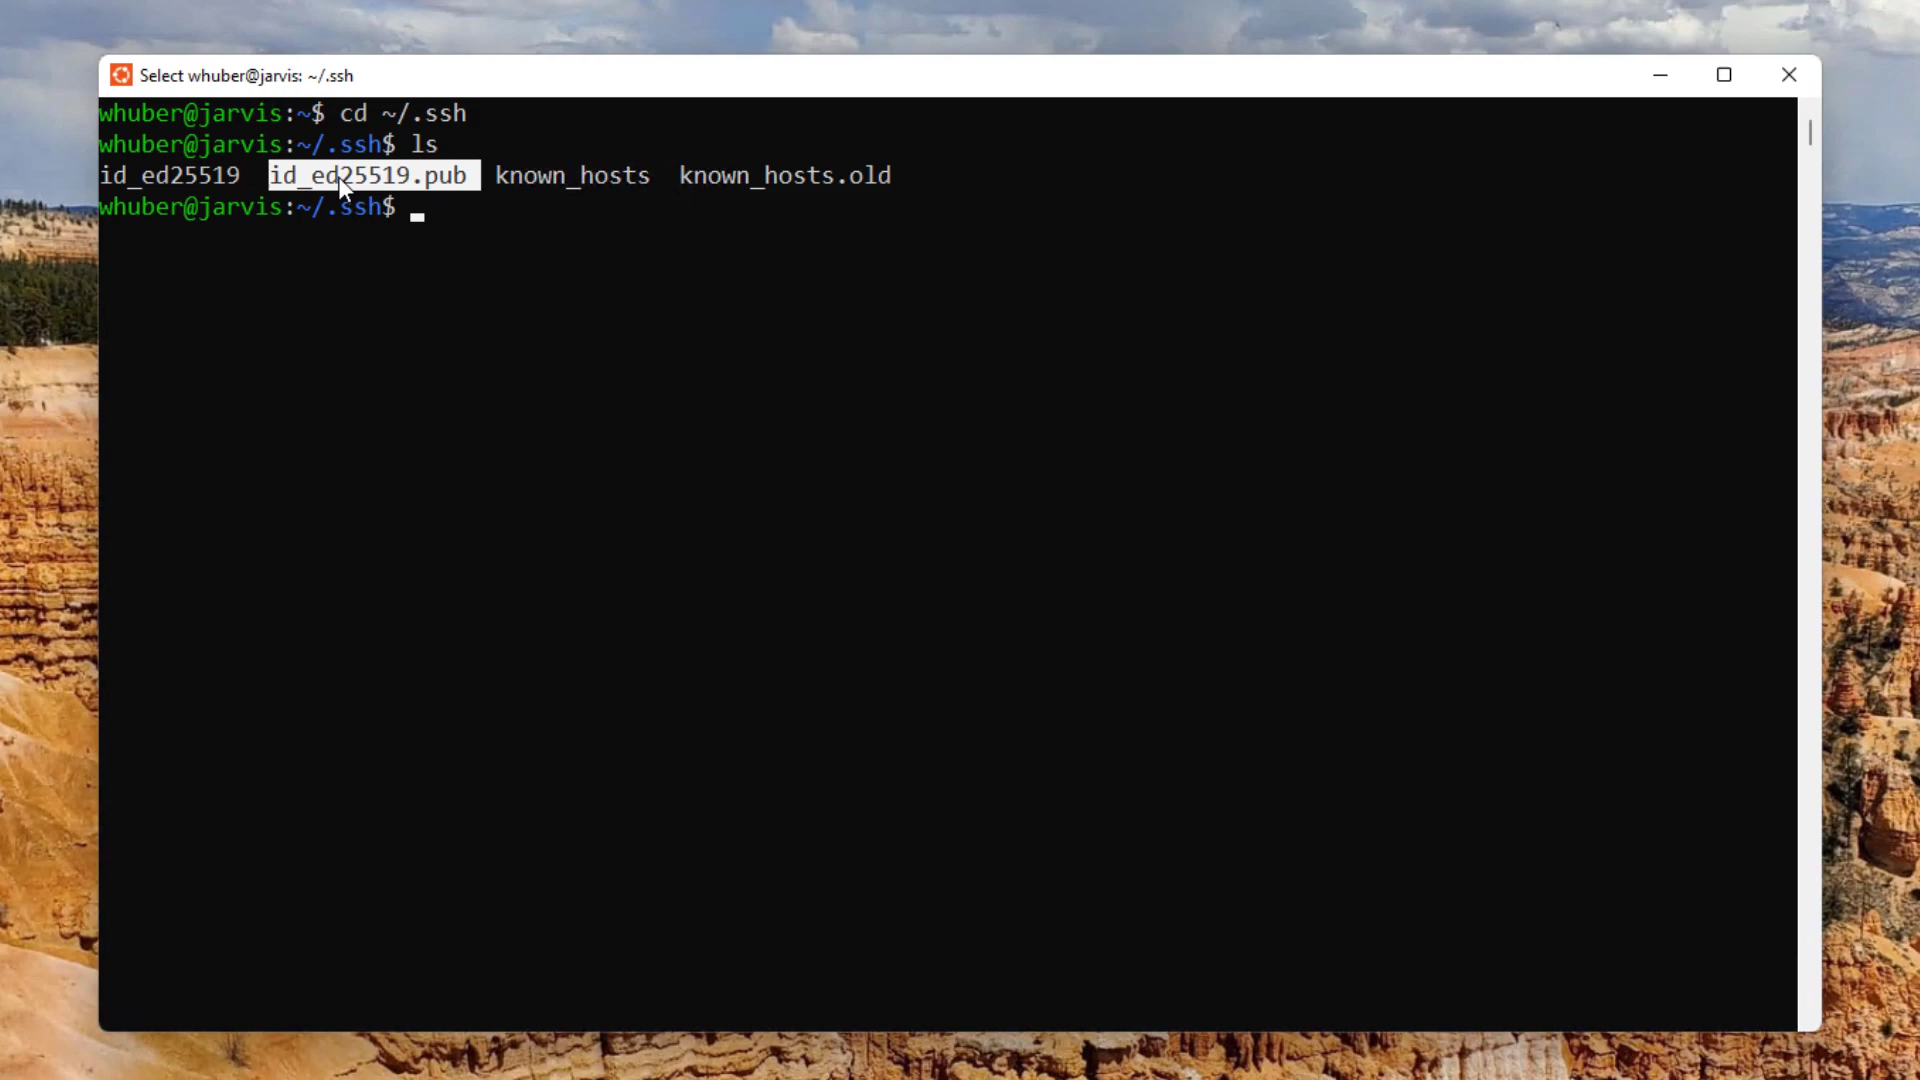 Select whuber@jarvis: ~/.ssh
whuber@jarvis:~$ cd ~/.ssh
whuber@jarvis:~/.ssh$ ls
id_ed25519  id_ed25519.pub  known_hosts  known_hosts.old
whuber@jarvis:~/.ssh$